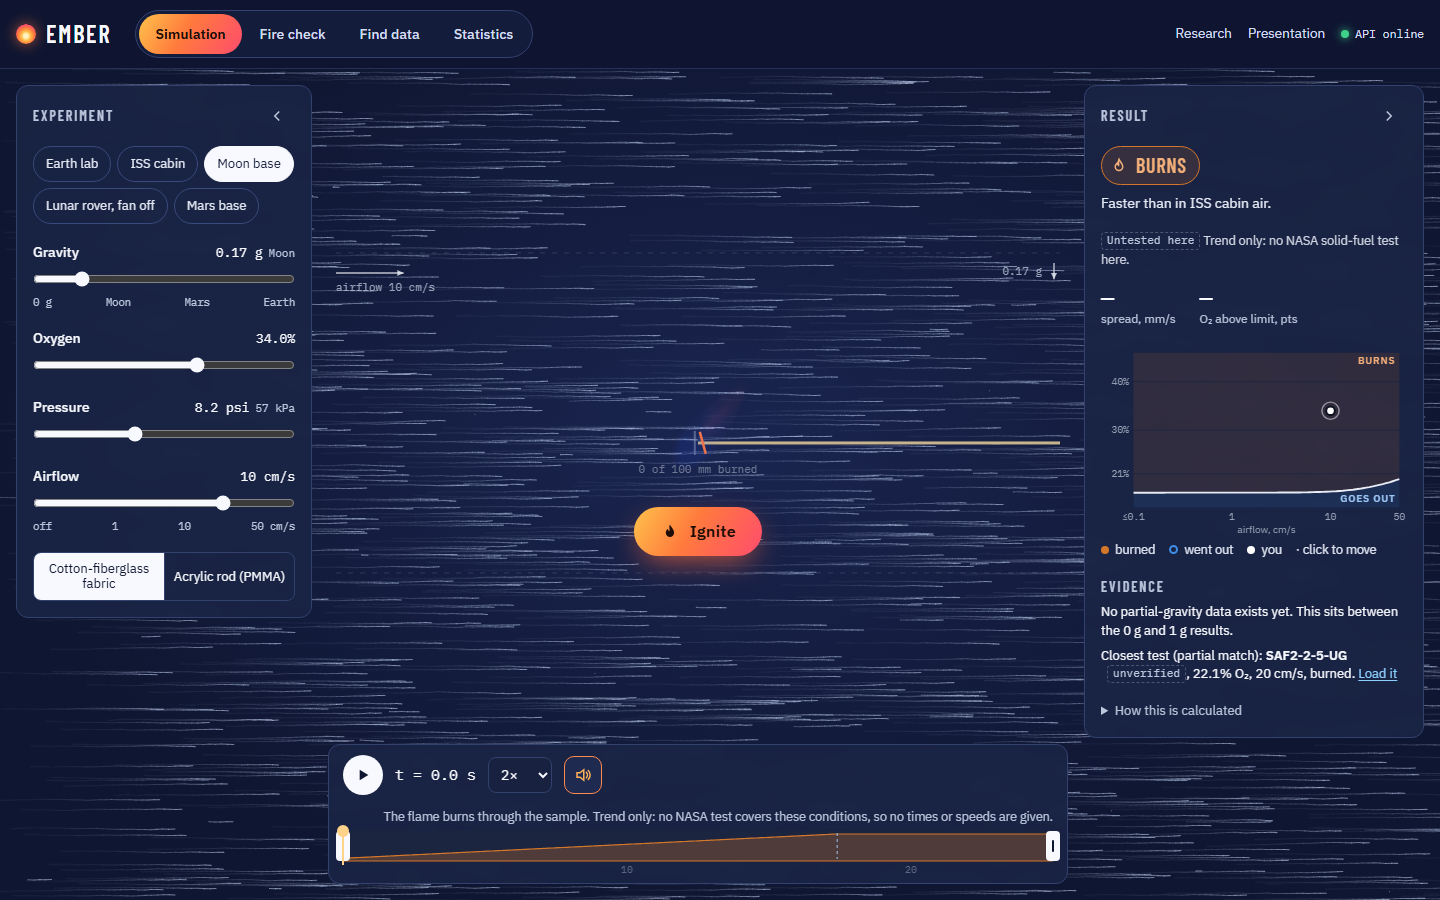 EMBER
Simulation
Fire check
Find data
Statistics
Research
Presentation
API online
EXPERIMENT
Earth lab
ISS cabin
Moon base
Lunar rover, fan off
Mars base
Gravity
0.17 g Moon
0 g
Moon
Mars
Earth
Oxygen
34.0%
Pressure
8.2 psi 57 kPa
Airflow
10 cm/s
off
1
10
50 cm/s
Cotton-fiberglass
fabric
Acrylic rod (PMMA)
airflow 10 cm/s
0.17 g
0 of 100 mm burned
Ignite
t = 0.0 s
2×
The flame burns through the sample. Trend only: no NASA test covers these conditions, so no times or speeds are given.
10
20
RESULT
BURNS
Faster than in ISS cabin air.
Untested here Trend only: no NASA solid-fuel test
here.
—
—
spread, mm/s
O₂ above limit, pts
BURNS
40%
30%
21%
GOES OUT
≤0.1
1
10
50
airflow, cm/s
burned
went out
you
· click to move
EVIDENCE
No partial-gravity data exists yet. This sits between
the 0 g and 1 g results.
Closest test (partial match): SAF2-2-5-UG
unverified, 22.1% O₂, 20 cm/s, burned. Load it
How this is calculated